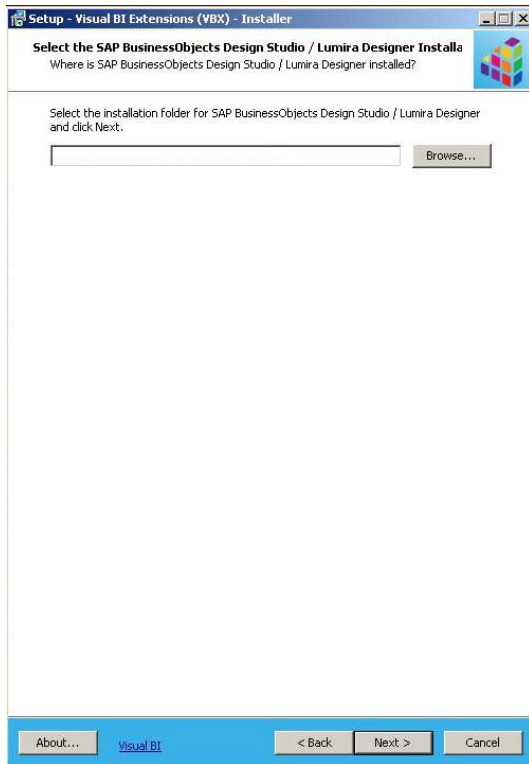 Setup - Visual BI Extensions (VBX) - Installer
Select the SAP BusinessObjects Design Studio / Lumira Designer Installa
Where is SAP BusinessObjects Design Studio / Lumira Designer installed?
Select the installation folder for SAP BusinessObjects Design Studio / Lumira Designer
and click Next.
Browse...
About... Visual BI < Back Next > Cancel